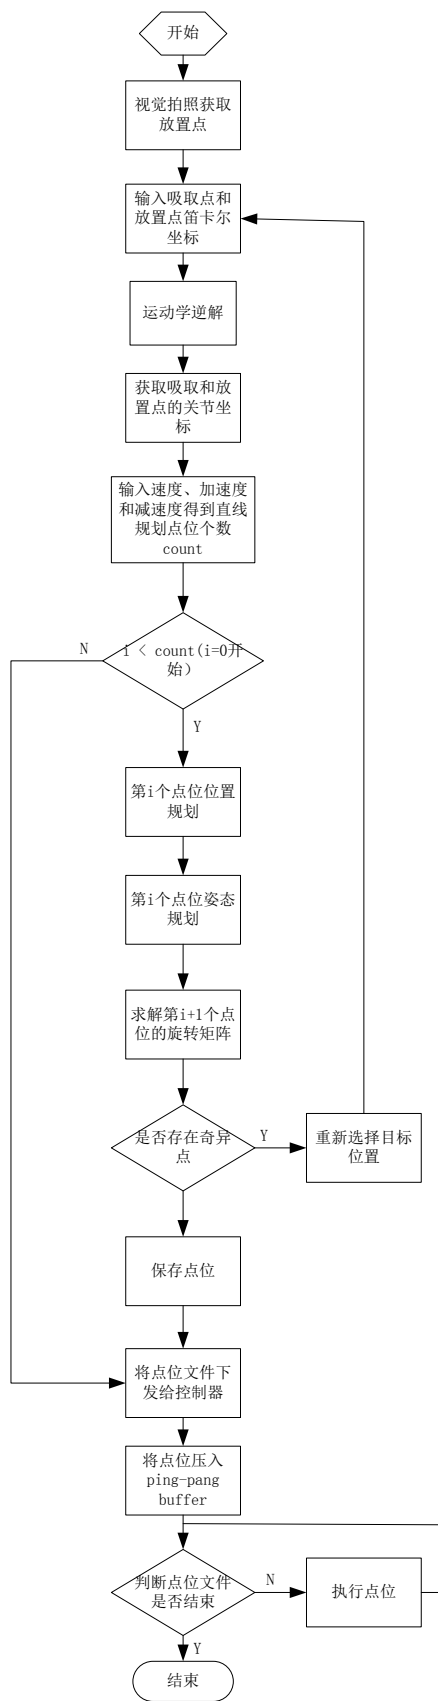 开始
视觉拍照获取
放置点
输入吸取点和
放置点笛卡尔
坐标
运动学逆解
获取吸取和放
置点的关节坐
标
输入速度、加速度
和减速度得到直线
规划点位个数
count
N
i < count(i=0开
始）
Y
第i个点位位置
规划
第i个点位姿态
规划
求解第i+1个点
位的旋转矩阵
是否存在奇异
点
Y
重新选择目标
位置
保存点位
将点位文件下
发给控制器
将点位压入
ping-pang
buffer
判断点位文件
是否结束
N
执行点位
Y
结束